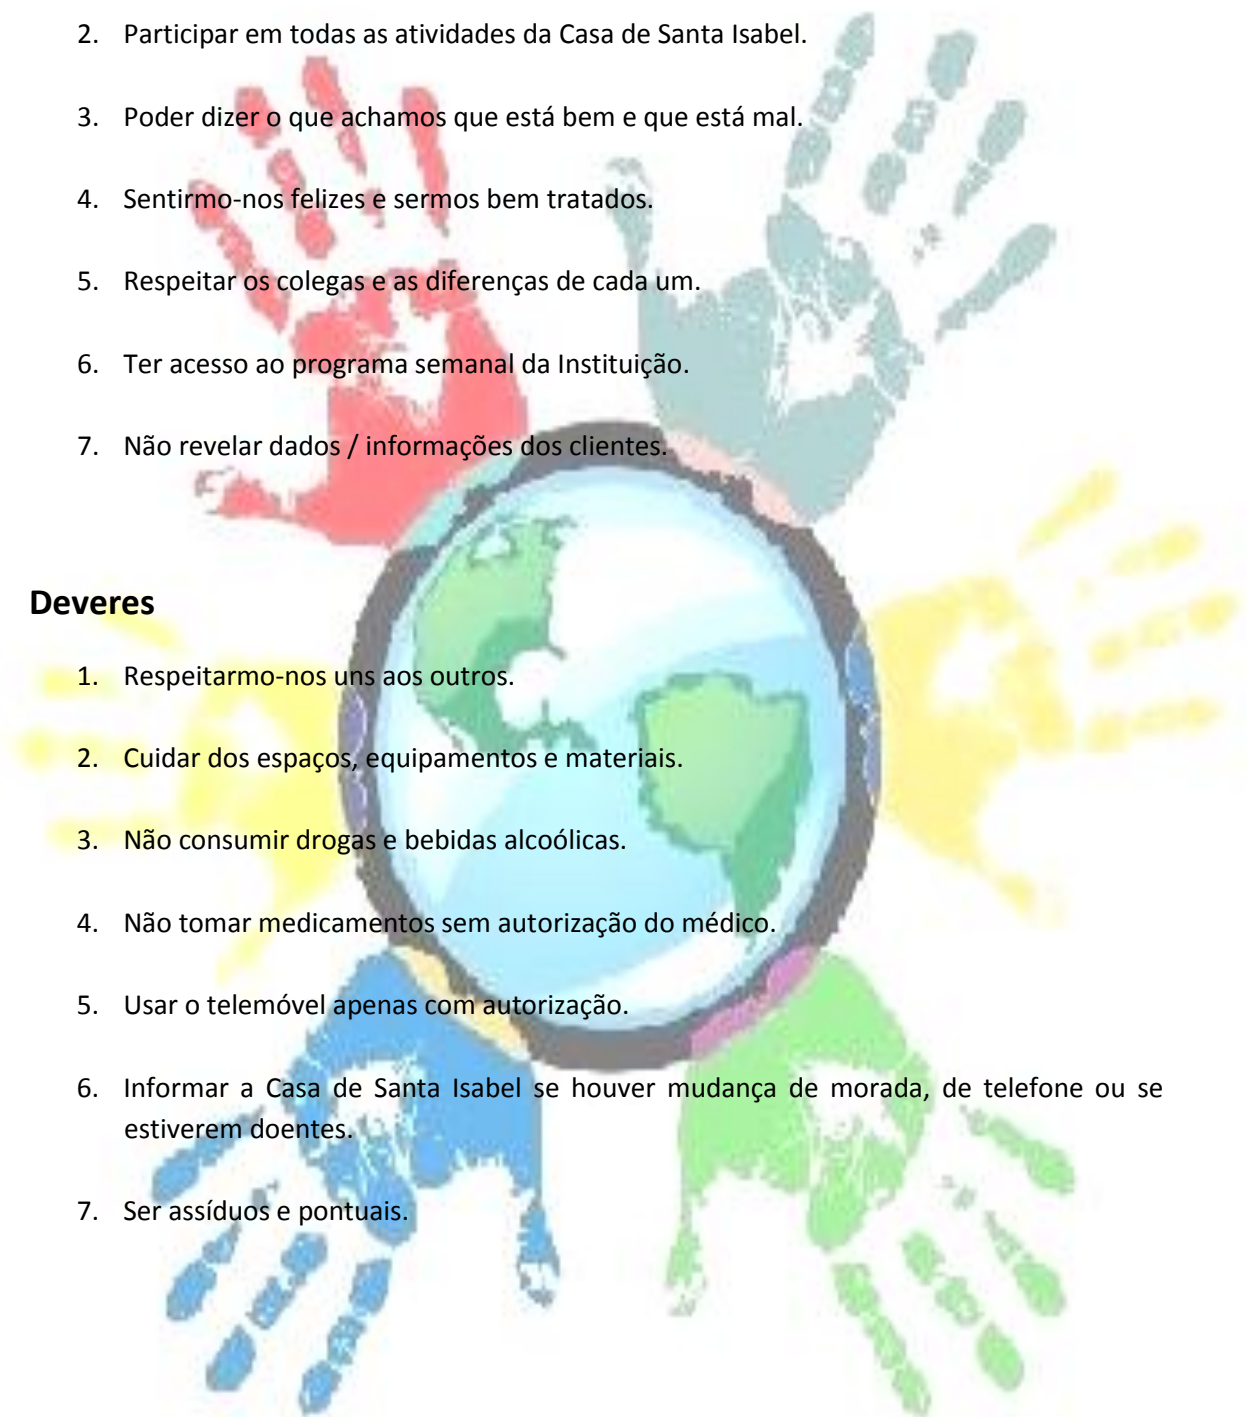 2. Participar em todas as atividades da Casa de Santa Isabel.
3. Poder dizer o que achamos que está bem e que está mal.
4. Sentirmo-nos felizes e sermos bem tratados.
5. Respeitar os colegas e as diferenças de cada um.
6. Ter acesso ao programa semanal da Instituição.
7. Não revelar dados / informações dos clientes.
Deveres
1. Respeitarmo-nos uns aos outros.
2. Cuidar dos espaços, equipamentos e materiais.
3. Não consumir drogas e bebidas alcoólicas.
4. Não tomar medicamentos sem autorização do médico.
5. Usar o telemóvel apenas com autorização.
6. Informar a Casa de Santa Isabel se houver mudança de morada, de telefone ou se
estiverem doentes.
7. Ser assíduos e pontuais.